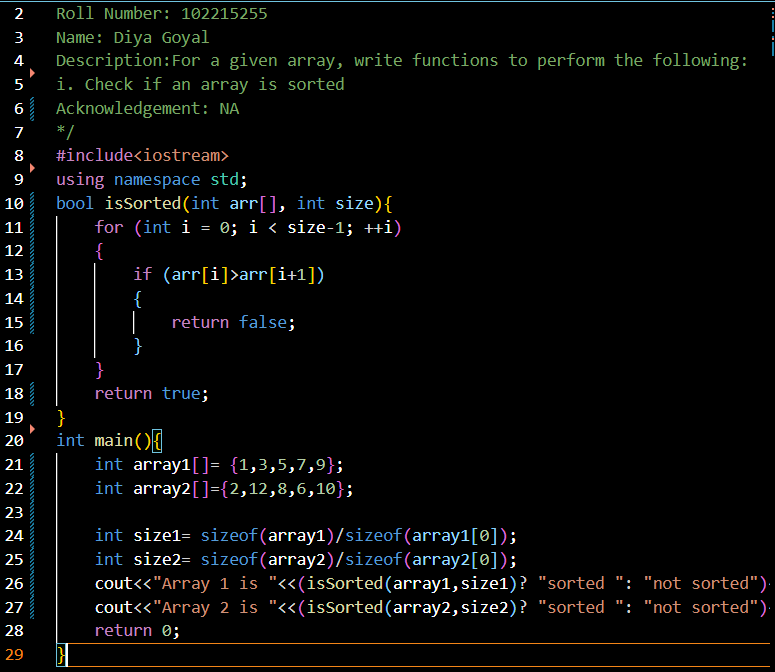 2 Roll Number: 102215255
3 Name: Diya Goyal
4 Description:For a given array, write functions to perform the following:
5 i. Check if an array is sorted
6 Acknowledgement: NA
7 */
8 #include<iostream>
9 using namespace std;
10 bool isSorted(int arr[], int size){
11     for (int i = 0; i < size-1; ++i)
12     {
13         if (arr[i]>arr[i+1])
14         {
15             return false;
16         }
17     }
18     return true;
19 }
20 int main(){
21     int array1[]= {1,3,5,7,9};
22     int array2[]={2,12,8,6,10};
23
24     int size1= sizeof(array1)/sizeof(array1[0]);
25     int size2= sizeof(array2)/sizeof(array2[0]);
26     cout<<"Array 1 is "<<(isSorted(array1,size1)? "sorted ": "not sorted")
27     cout<<"Array 2 is "<<(isSorted(array2,size2)? "sorted ": "not sorted")
28     return 0;
29 }